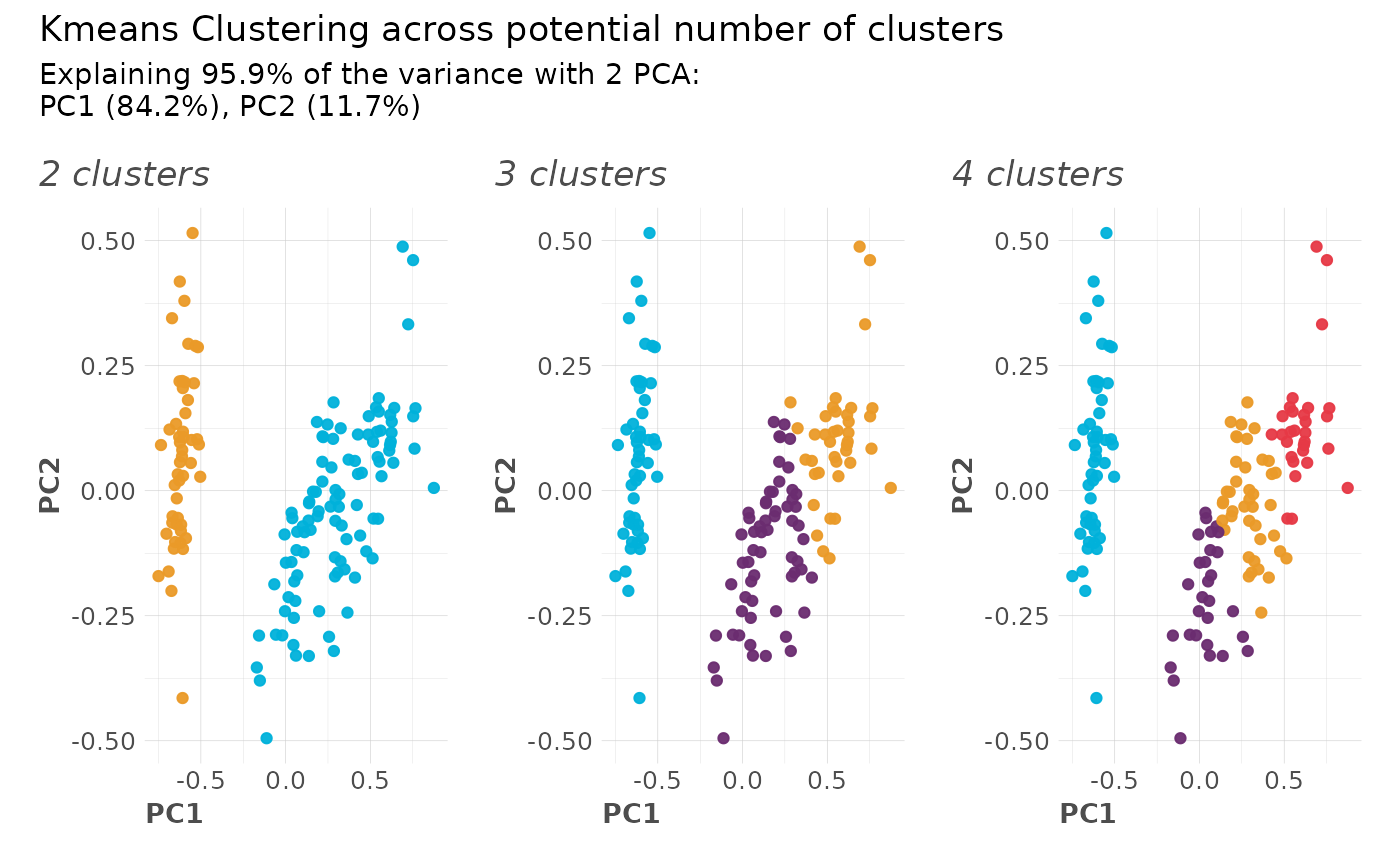 Kmeans Clustering across potential number of clusters
Explaining 95.9% of the variance with 2 PCA:
PC1 (84.2%), PC2 (11.7%)
2 clusters
0.50
0.25
0.00
-0.25
-0.50
PC2
-0.5 0.0 0.5
PC1
3 clusters
0.50
0.25
0.00
-0.25
-0.50
PC2
-0.5 0.0 0.5
PC1
4 clusters
0.50
0.25
0.00
-0.25
-0.50
PC2
-0.5 0.0 0.5
PC1